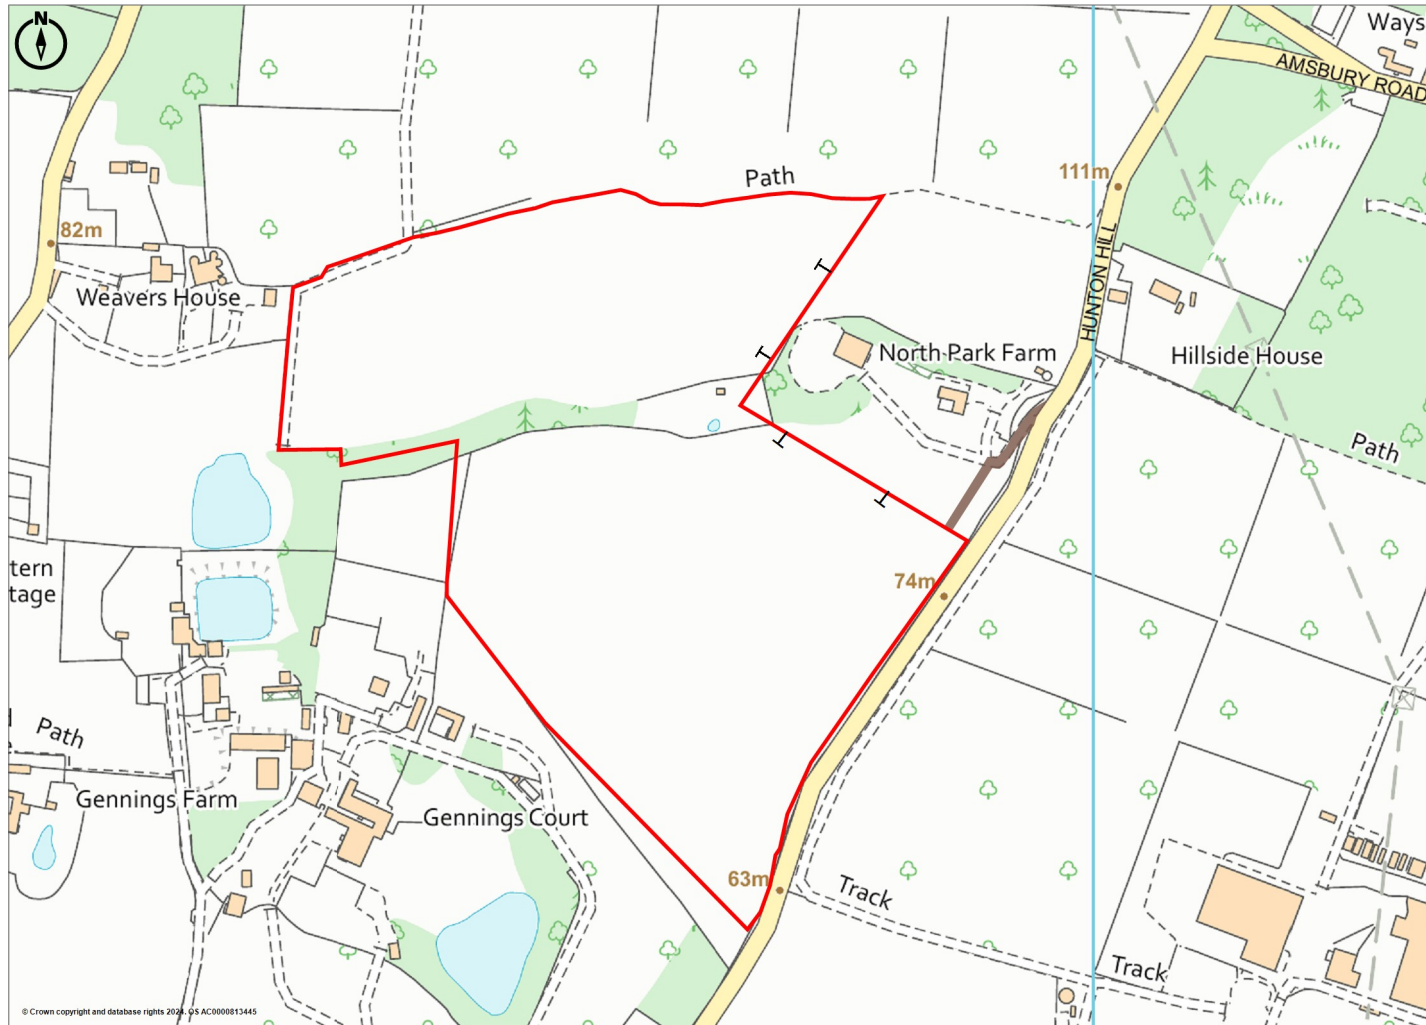 N
Ways
AMSBURY ROAD
111m
Path
82m
HUNTON HILL
Weavers House
North Park Farm
Hillside House
Path
tern
tage
74m
Path
Gennings Farm
Gennings Court
63m
Track
Track
© Crown copyright and database rights 2024. OS AC0000813445